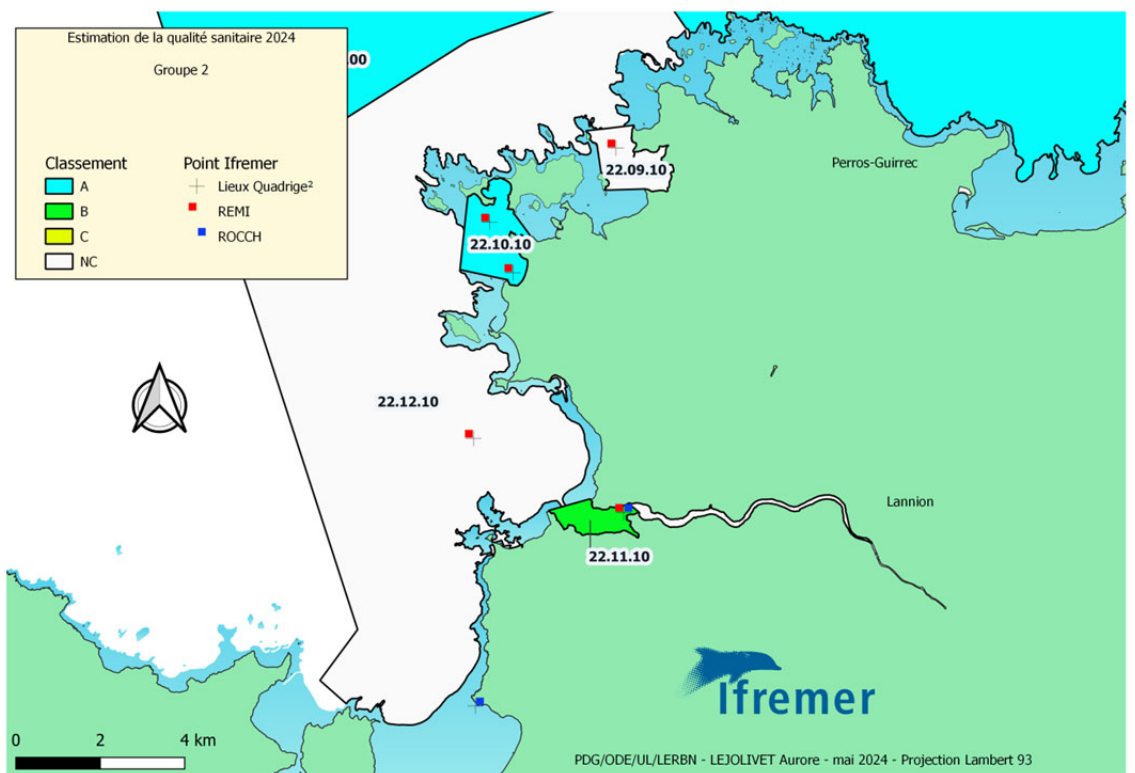 Estimation de la qualité sanitaire 2024
Groupe 2
Classement
A
B
C
NC
Point Ifremer
Lieux Quadrige²
REMI
ROCCH
.00
22.09.10
Perros-Guirrec
22.10.10
22.12.10
Lannion
22.11.10
Ifremer
0 2 4 km
PDG/ODE/UL/LERBN - LEJOLIVET Aurore - mai 2024 - Projection Lambert 93